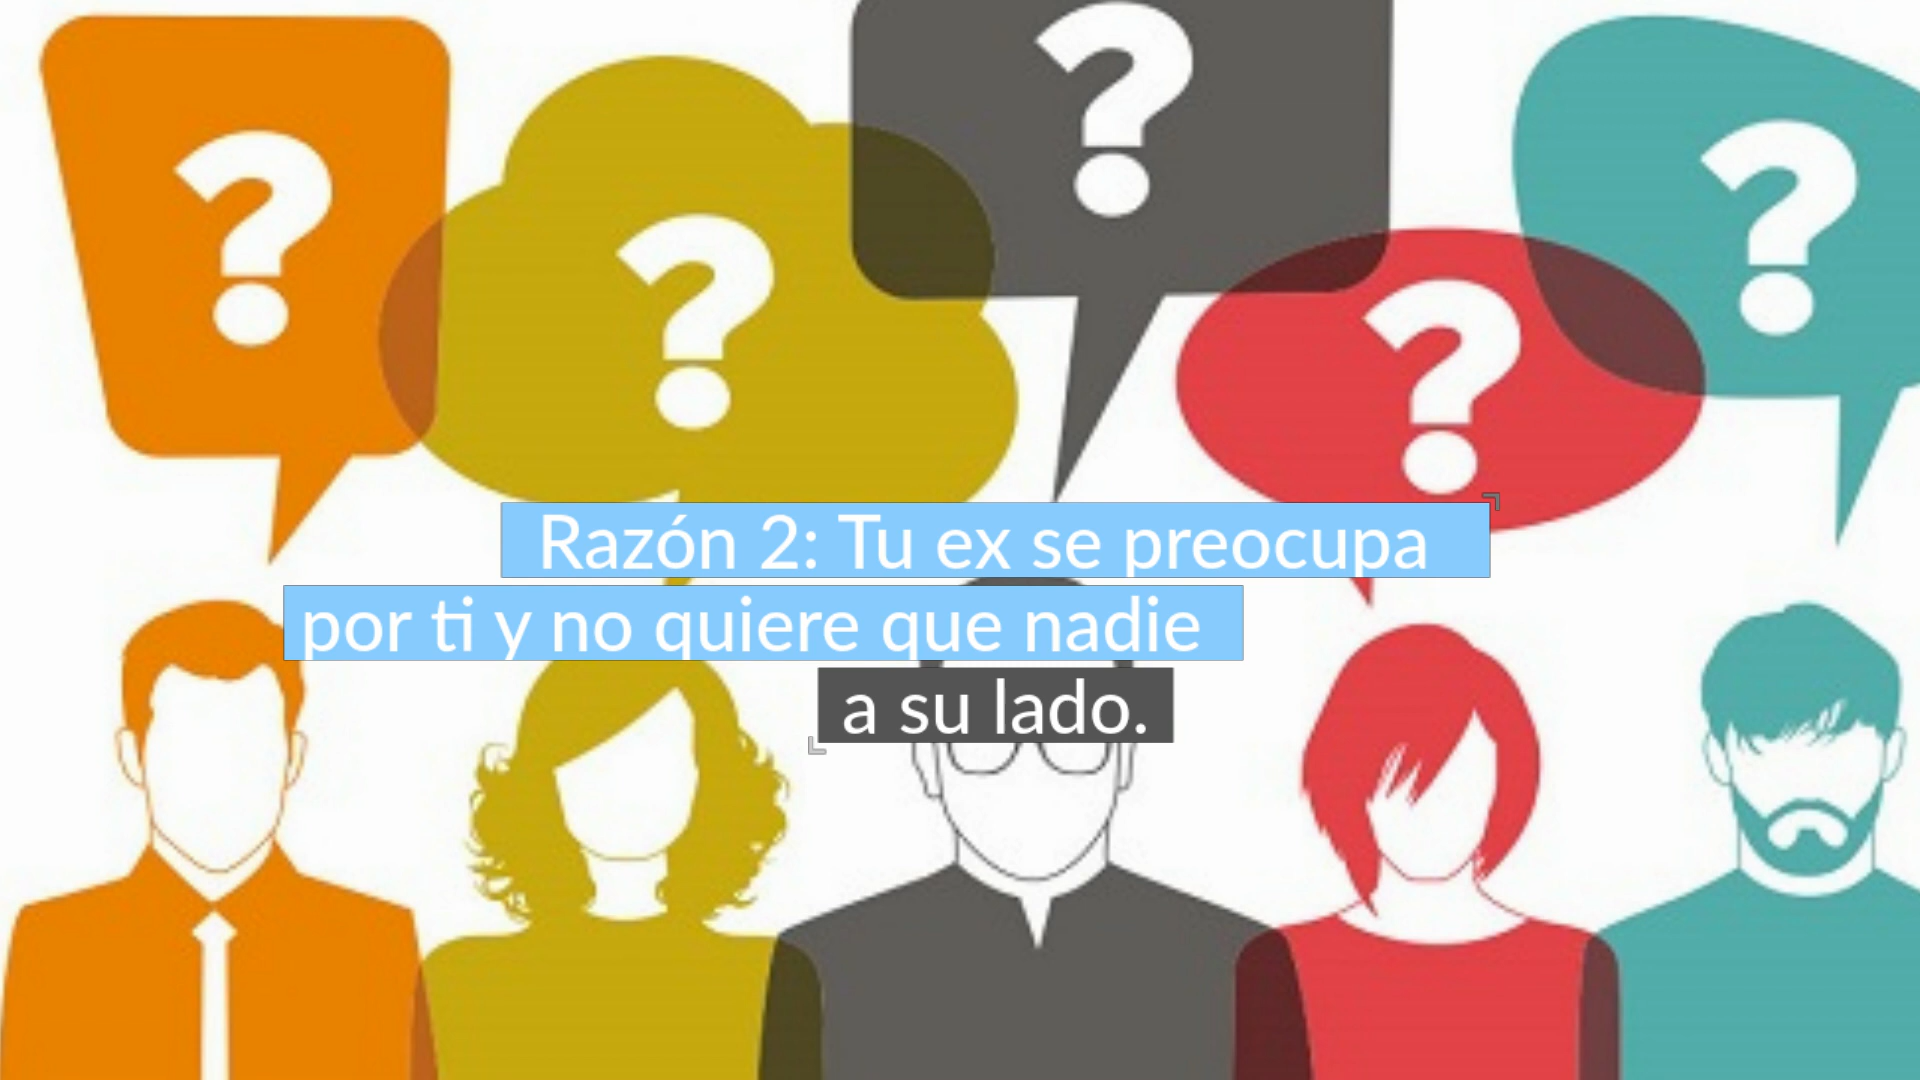 ?
?
?
?
?
Razón 2: Tu ex se preocupa
por ti y no quiere que nadie
a su lado.